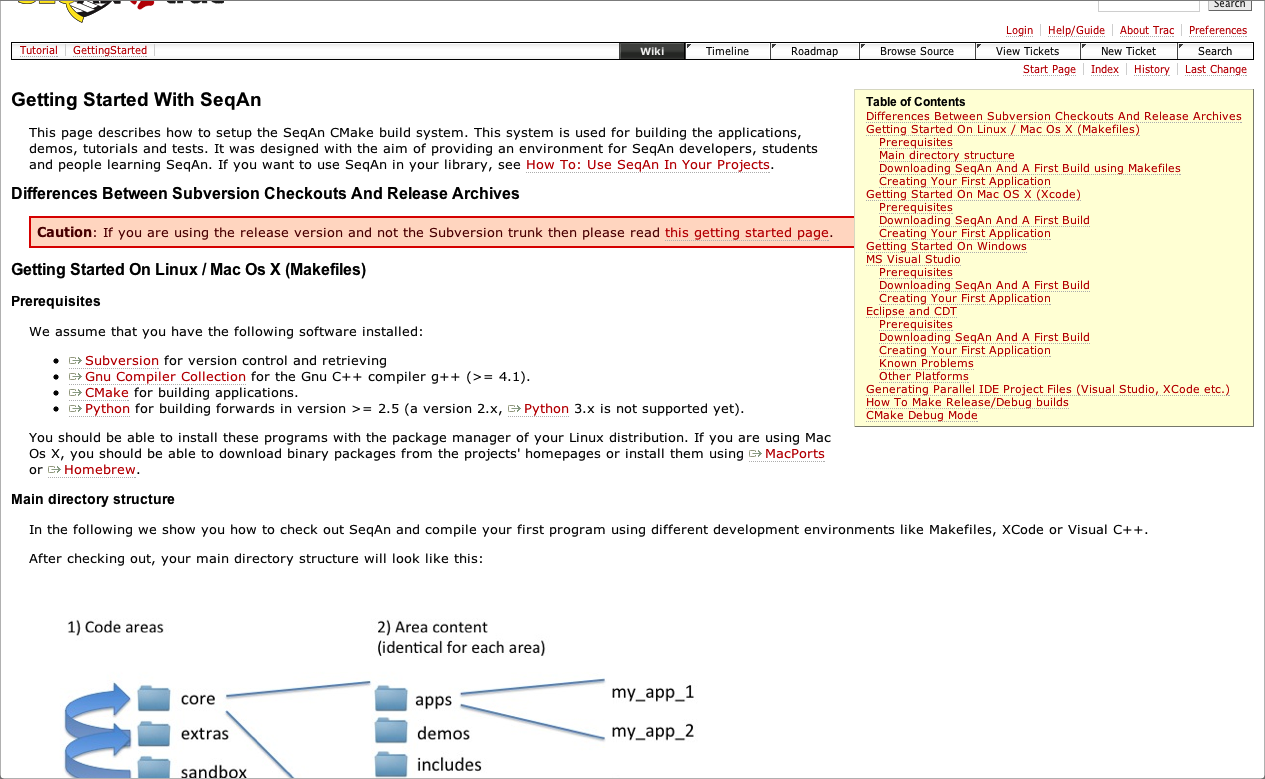 Search
Login Help/Guide About Trac Preferences
Tutorial GettingStarted Wiki Timeline Roadmap Browse Source View Tickets New Ticket Search
Start Page Index History Last Change
Getting Started With SeqAn
This page describes how to setup the SeqAn CMake build system. This system is used for building the applications,
demos, tutorials and tests. It was designed with the aim of providing an environment for SeqAn developers, students
and people learning SeqAn. If you want to use SeqAn in your library, see How To: Use SeqAn In Your Projects.
Differences Between Subversion Checkouts And Release Archives
Caution: If you are using the release version and not the Subversion trunk then please read this getting started page.
Getting Started On Linux / Mac Os X (Makefiles)
Prerequisites
We assume that you have the following software installed:
Subversion for version control and retrieving
Gnu Compiler Collection for the Gnu C++ compiler g++ (>= 4.1).
CMake for building applications.
Python for building forwards in version >= 2.5 (a version 2.x, Python 3.x is not supported yet).
You should be able to install these programs with the package manager of your Linux distribution. If you are using Mac
Os X, you should be able to download binary packages from the projects' homepages or install them using MacPorts
or Homebrew.
Table of Contents
Differences Between Subversion Checkouts And Release Archives
Getting Started On Linux / Mac Os X (Makefiles)
Prerequisites
Main directory structure
Downloading SeqAn And A First Build using Makefiles
Creating Your First Application
Getting Started On Mac OS X (Xcode)
Prerequisites
Downloading SeqAn And A First Build
Creating Your First Application
Getting Started On Windows
MS Visual Studio
Prerequisites
Downloading SeqAn And A First Build
Creating Your First Application
Eclipse and CDT
Prerequisites
Downloading SeqAn And A First Build
Creating Your First Application
Known Problems
Other Platforms
Generating Parallel IDE Project Files (Visual Studio, XCode etc.)
How To Make Release/Debug builds
CMake Debug Mode
Main directory structure
In the following we show you how to check out SeqAn and compile your first program using different development environments like Makefiles, XCode or Visual C++.
After checking out, your main directory structure will look like this:
1) Code areas
2) Area content
(identical for each area)
core
apps
my_app_1
extras
demos
my_app_2
sandbox
includes